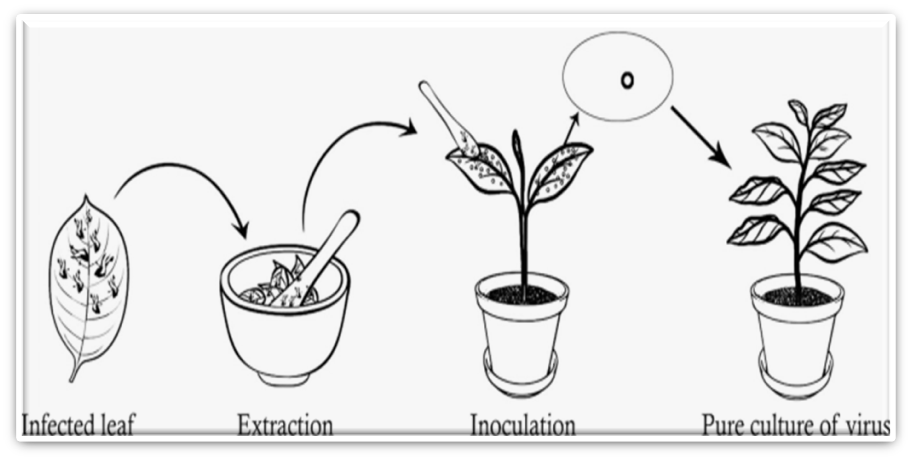 Infected leaf
Extraction
Inoculation
Pure culture of virus